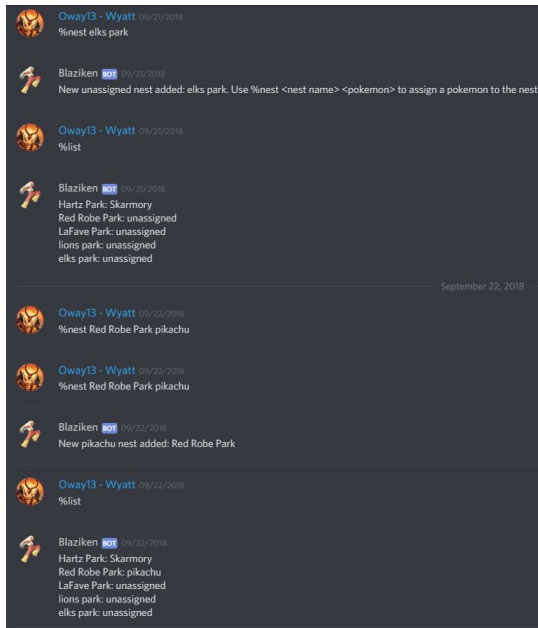 Oway13 - Wyatt 09/21/2018
%nest elks park
Blaziken BOT 09/21/2018
New unassigned nest added: elks park. Use %nest <nest name> <pokemon> to assign a pokemon to the nest
Oway13 - Wyatt 09/21/2018
%list
Blaziken BOT 09/21/2018
Hartz Park: Skarmory
Red Robe Park: unassigned
LaFave Park: unassigned
lions park: unassigned
elks park: unassigned
September 22, 2018
Oway13 - Wyatt 09/22/2018
%nest Red Robe Park pikachu
Oway13 - Wyatt 09/22/2018
%nest Red Robe Park pikachu
Blaziken BOT 09/22/2018
New pikachu nest added: Red Robe Park
Oway13 - Wyatt 09/22/2018
%list
Blaziken BOT 09/22/2018
Hartz Park: Skarmory
Red Robe Park: pikachu
LaFave Park: unassigned
lions park: unassigned
elks park: unassigned